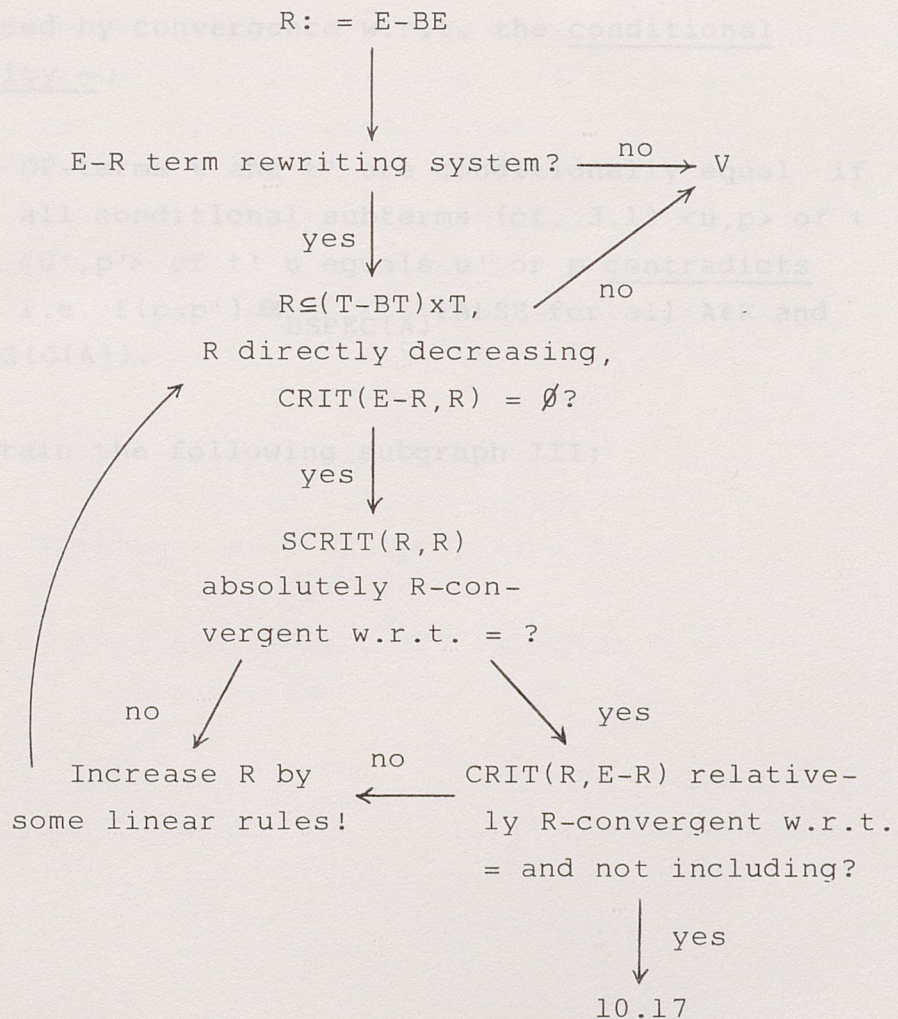 R: = E-BE
E-R term rewriting system? no V
yes
R⊆(T-BT)xT,
no
R directly decreasing,
CRIT(E-R,R) = ∅?
yes
SCRIT(R,R)
absolutely R-con-
vergent w.r.t. = ?
no yes
Increase R by
some linear rules!
no
CRIT(R,E-R) relative-
ly R-convergent w.r.t.
= and not including?
yes
10.17